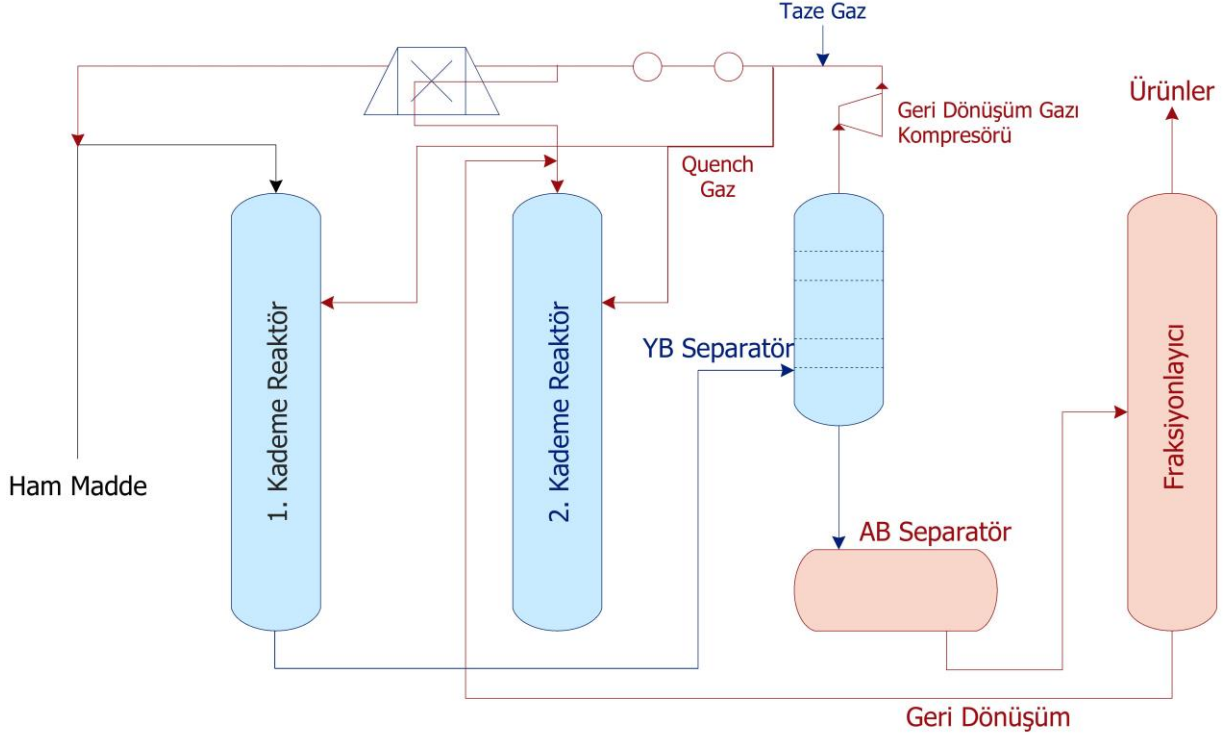 Taze Gaz
Geri Dönüşüm Gazı
Kompresörü
Ürünler
Quench
Gaz
1. Kademe Reaktör
2. Kademe Reaktör
YB Separatör
Fraksiyonlayıcı
Ham Madde
AB Separatör
Geri Dönüşüm